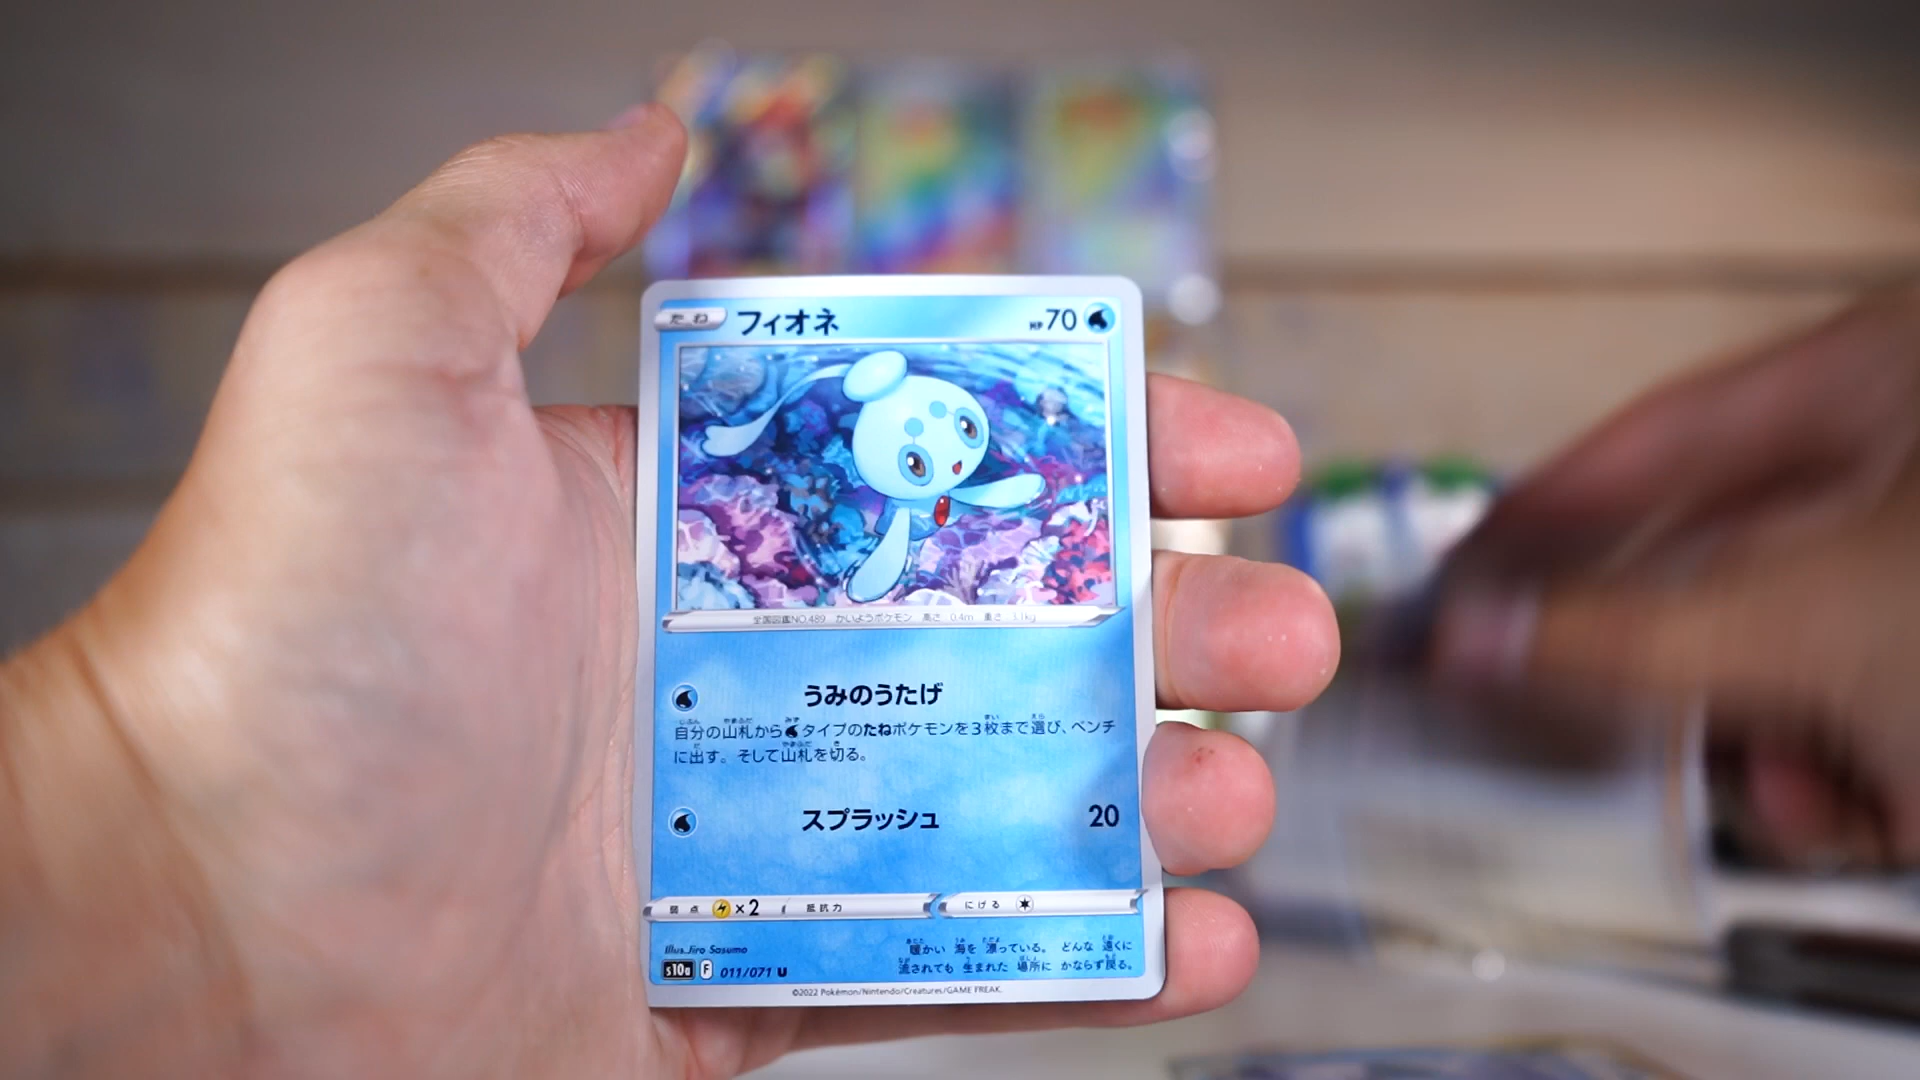 たね フィオネ HP70
全国図鑑NO.489 かいようポケモン 高さ 0.4m 重さ 3.1kg
うみのうたげ
自分の山札からタイプのたねポケモンを3枚まで選び、ベンチ
に出す。そして山札を切る。
スプラッシュ 20
弱点 ×2 抵抗力 にげる
Illus. Jiro Sasumo
暖かい 海を 漂っている。 どんな 遠くに
流されても 生まれた 場所に かならず戻る。
s10a F 011/071 U
©2022 Pokémon/Nintendo/Creatures/GAME FREAK.